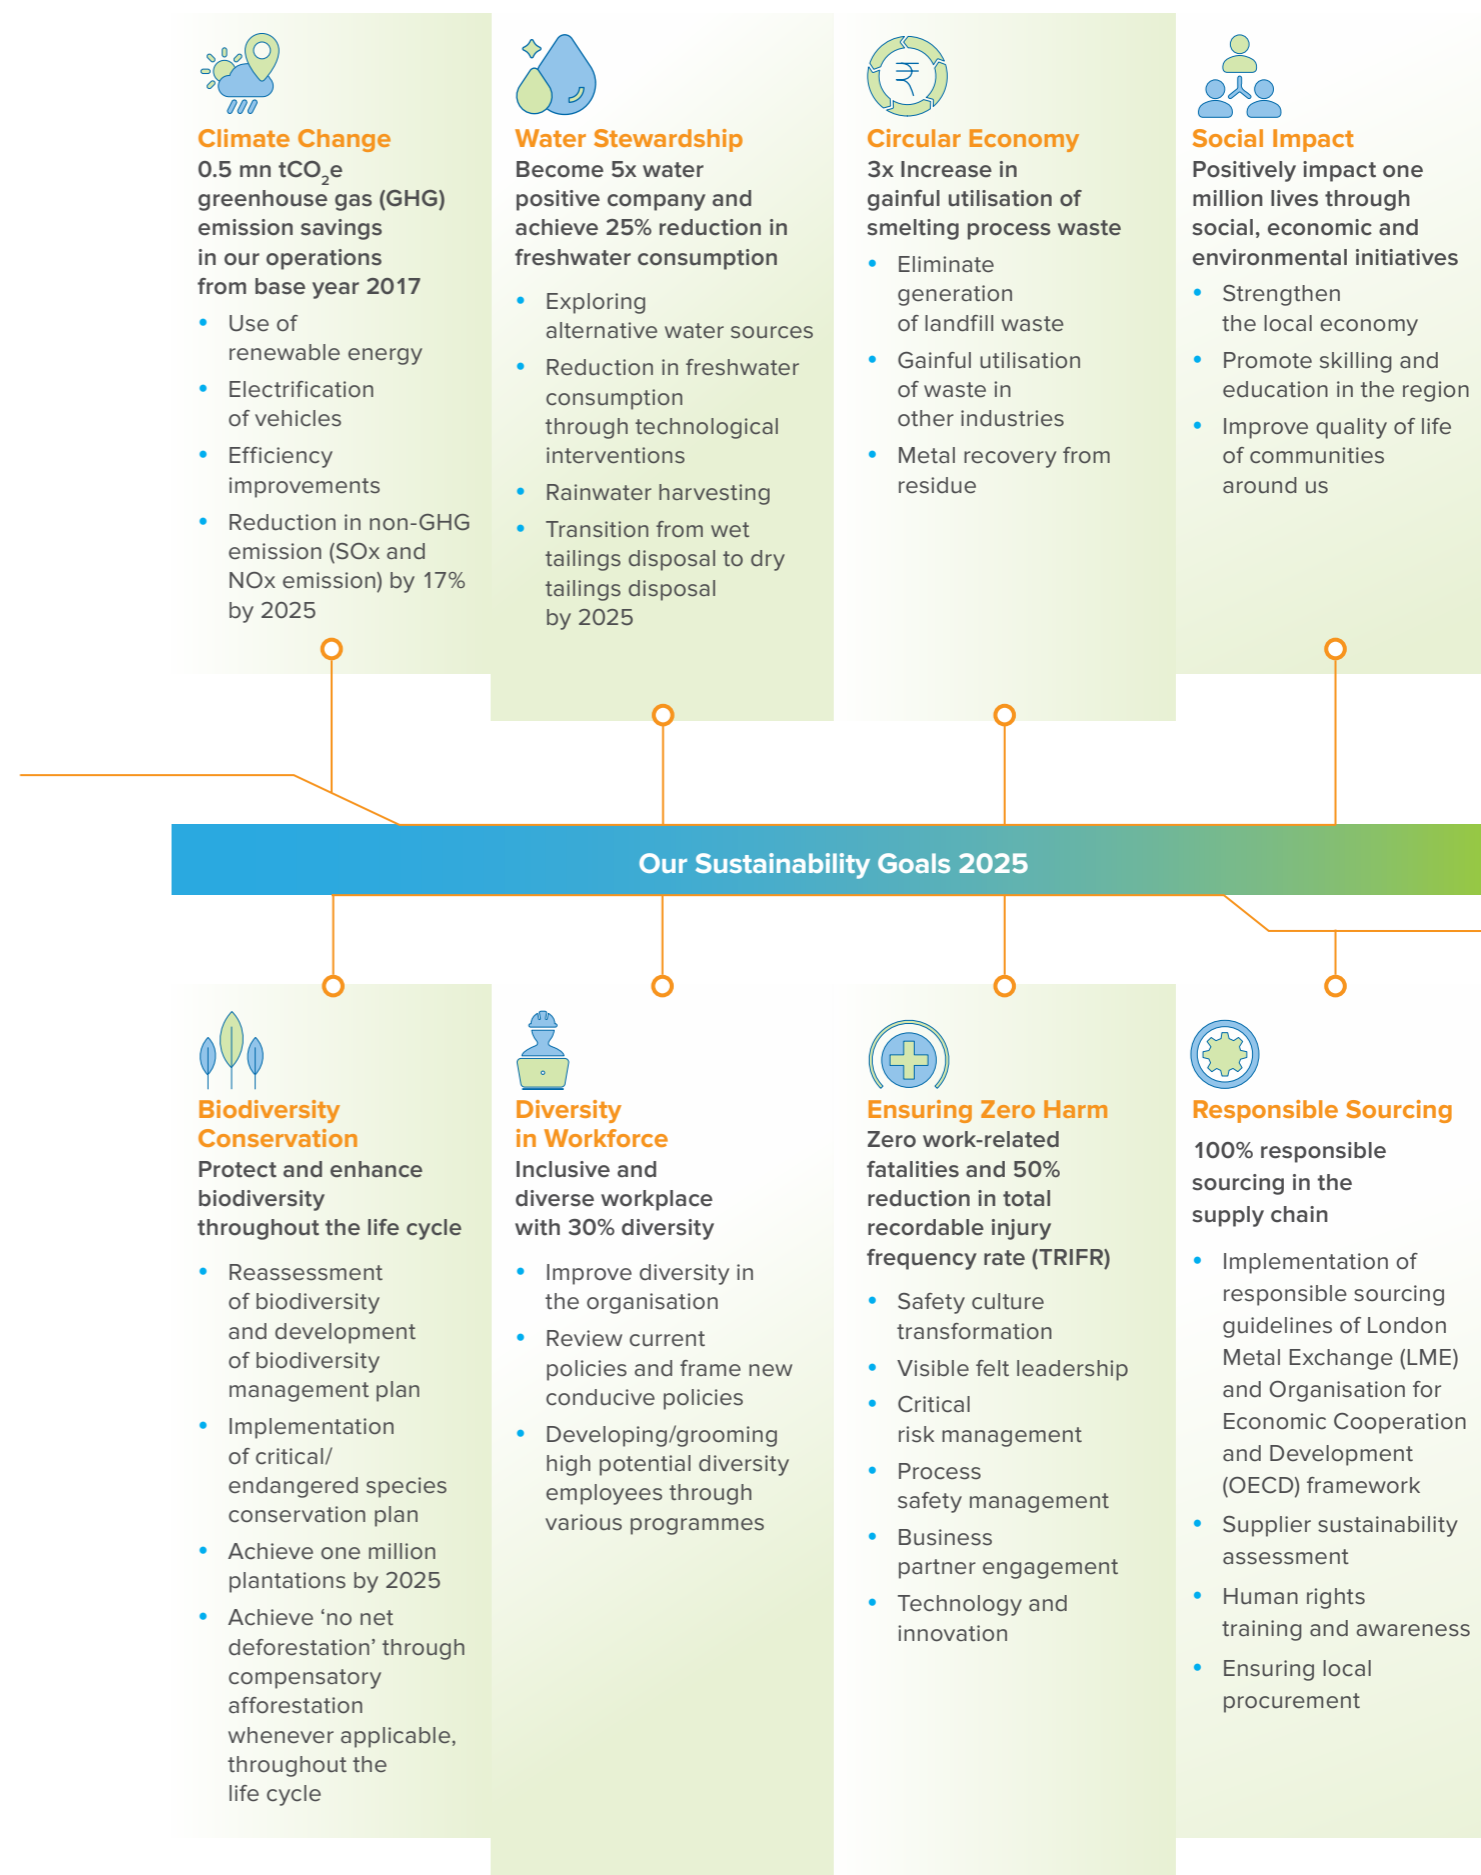 Climate Change
0.5 mn tCO2e
greenhouse gas (GHG)
emission savings
in our operations
from base year 2017
• Use of
renewable energy
• Electrification
of vehicles
• Efficiency
improvements
• Reduction in non-GHG
emission (SOx and
NOx emission) by 17%
by 2025
Water Stewardship
Become 5x water
positive company and
achieve 25% reduction in
freshwater consumption
• Exploring
alternative water sources
• Reduction in freshwater
consumption
through technological
interventions
• Rainwater harvesting
• Transition from wet
tailings disposal to dry
tailings disposal
by 2025
₹
Circular Economy
3x Increase in
gainful utilisation of
smelting process waste
• Eliminate
generation
of landfill waste
• Gainful utilisation
of waste in
other industries
• Metal recovery from
residue
Social Impact
Positively impact one
million lives through
social, economic and
environmental initiatives
• Strengthen
the local economy
• Promote skilling and
education in the region
• Improve quality of life
of communities
around us
Our Sustainability Goals 2025
Biodiversity
Conservation
Protect and enhance
biodiversity
throughout the life cycle
• Reassessment
of biodiversity
and development
of biodiversity
management plan
• Implementation
of critical/
endangered species
conservation plan
• Achieve one million
plantations by 2025
• Achieve ‘no net
deforestation’ through
compensatory
afforestation
whenever applicable,
throughout the
life cycle
Diversity
in Workforce
Inclusive and
diverse workplace
with 30% diversity
• Improve diversity in
the organisation
• Review current
policies and frame new
conducive policies
• Developing/grooming
high potential diversity
employees through
various programmes
Ensuring Zero Harm
Zero work-related
fatalities and 50%
reduction in total
recordable injury
frequency rate (TRIFR)
• Safety culture
transformation
• Visible felt leadership
• Critical
risk management
• Process
safety management
• Business
partner engagement
• Technology and
innovation
Responsible Sourcing
100% responsible
sourcing in the
supply chain
• Implementation of
responsible sourcing
guidelines of London
Metal Exchange (LME)
and Organisation for
Economic Cooperation
and Development
(OECD) framework
• Supplier sustainability
assessment
• Human rights
training and awareness
• Ensuring local
procurement